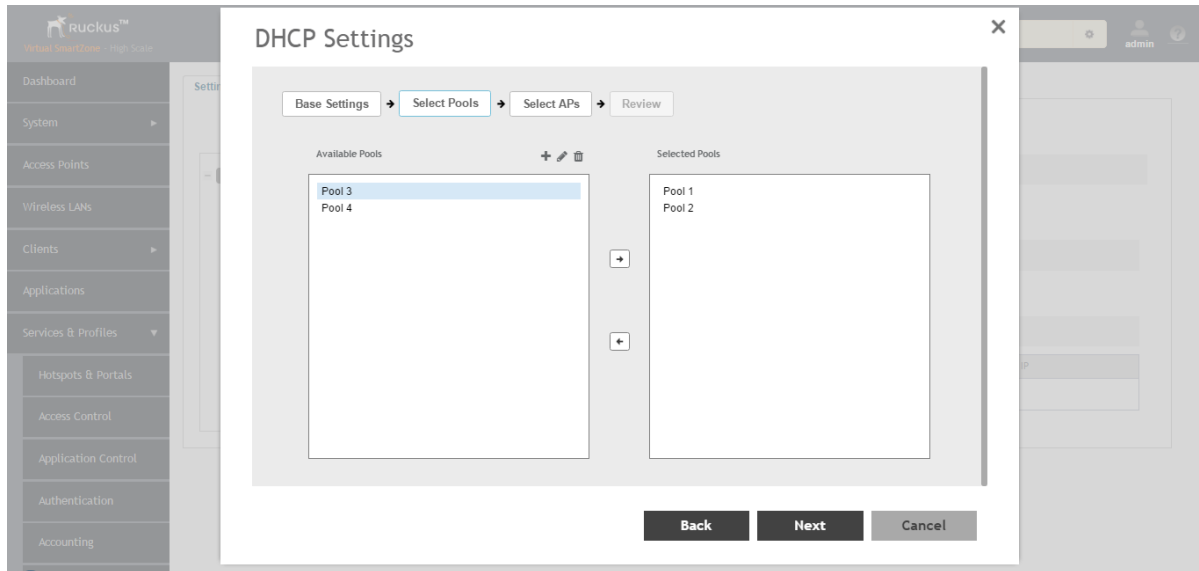 RUCKUS™
Virtual SmartZone - High Scale
admin
Dashboard
System
Access Points
Wireless LANs
Clients
Applications
Services & Profiles
Hotspots & Portals
Access Control
Application Control
Authentication
Accounting
DHCP Settings
Base Settings
Select Pools
Select APs
Review
Available Pools
Selected Pools
Pool 3
Pool 4
Pool 1
Pool 2
Back
Next
Cancel